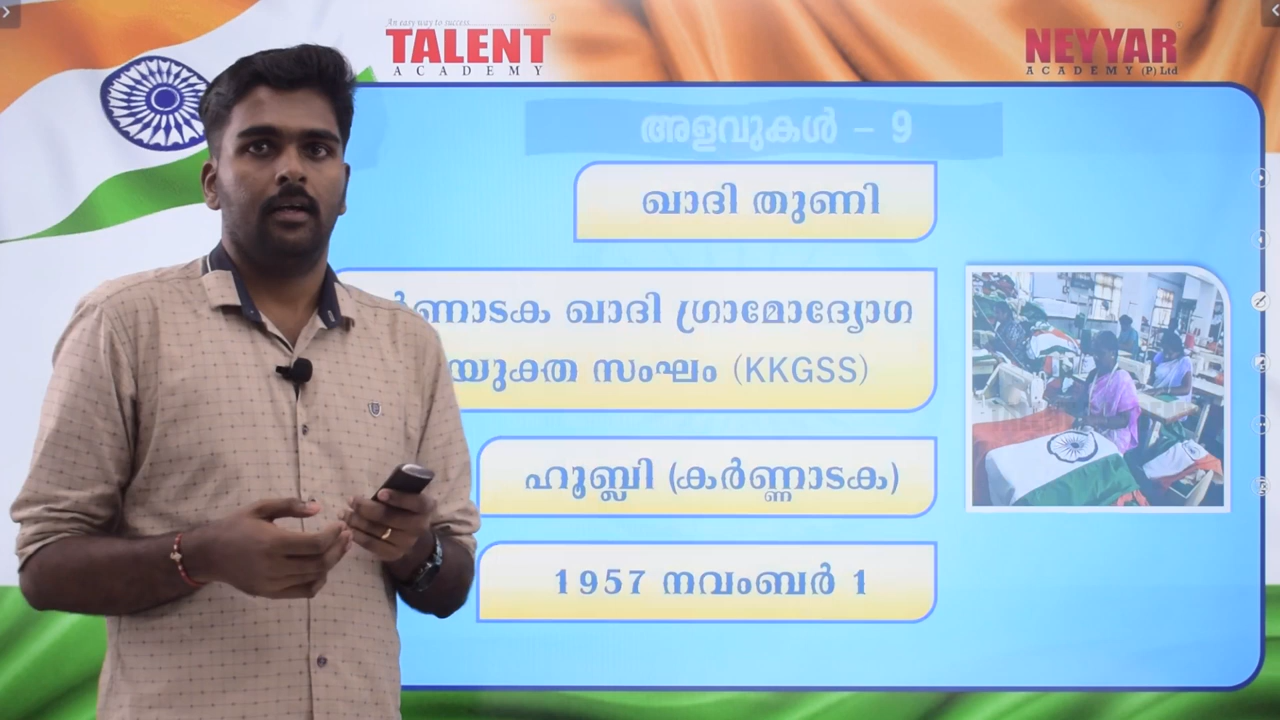 An easy way to success
TALENT
ACADEMY
NEYYAR
ACADEMY (P) Ltd
അളവുകൾ – 9
ഖാദി തുണി
ർണ്ണാടക ഖാദി ഗ്രാമോദ്യോഗ
യുക്ത സംഘം (KKGSS)
ഹൂബ്ലി (കർണ്ണാടക)
1957 നവംബർ 1